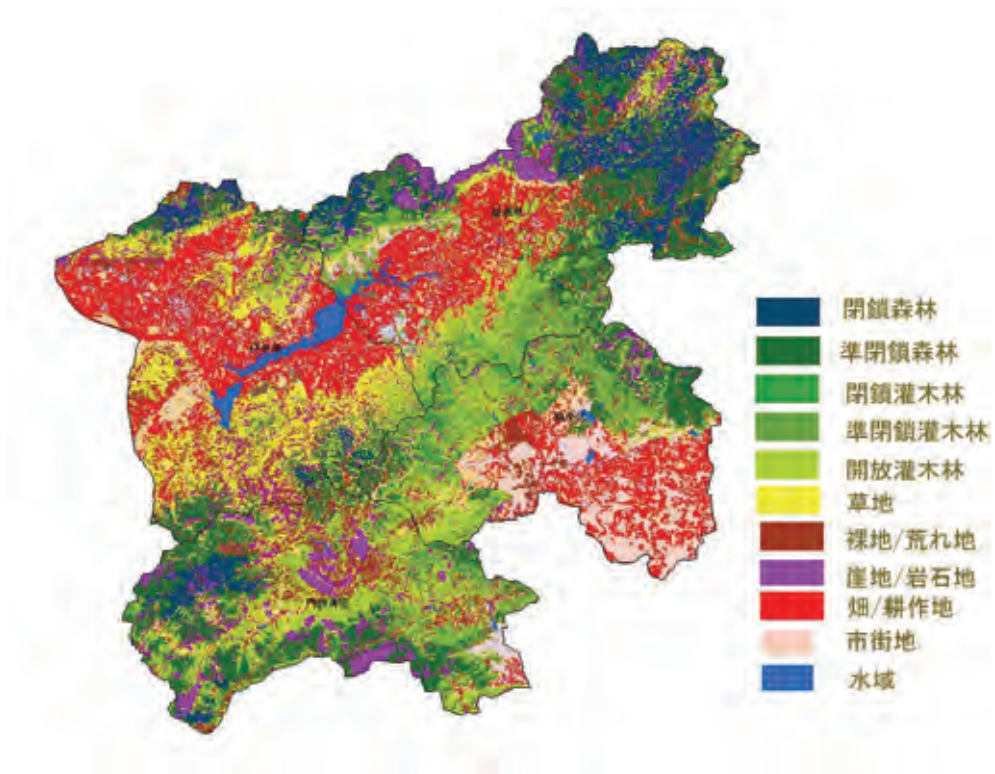 閉鎖森林
準閉鎖森林
閉鎖灌木林
準閉鎖灌木林
開放灌木林
草地
裸地/荒れ地
崖地/岩石地
畑/耕作地
市街地
水域